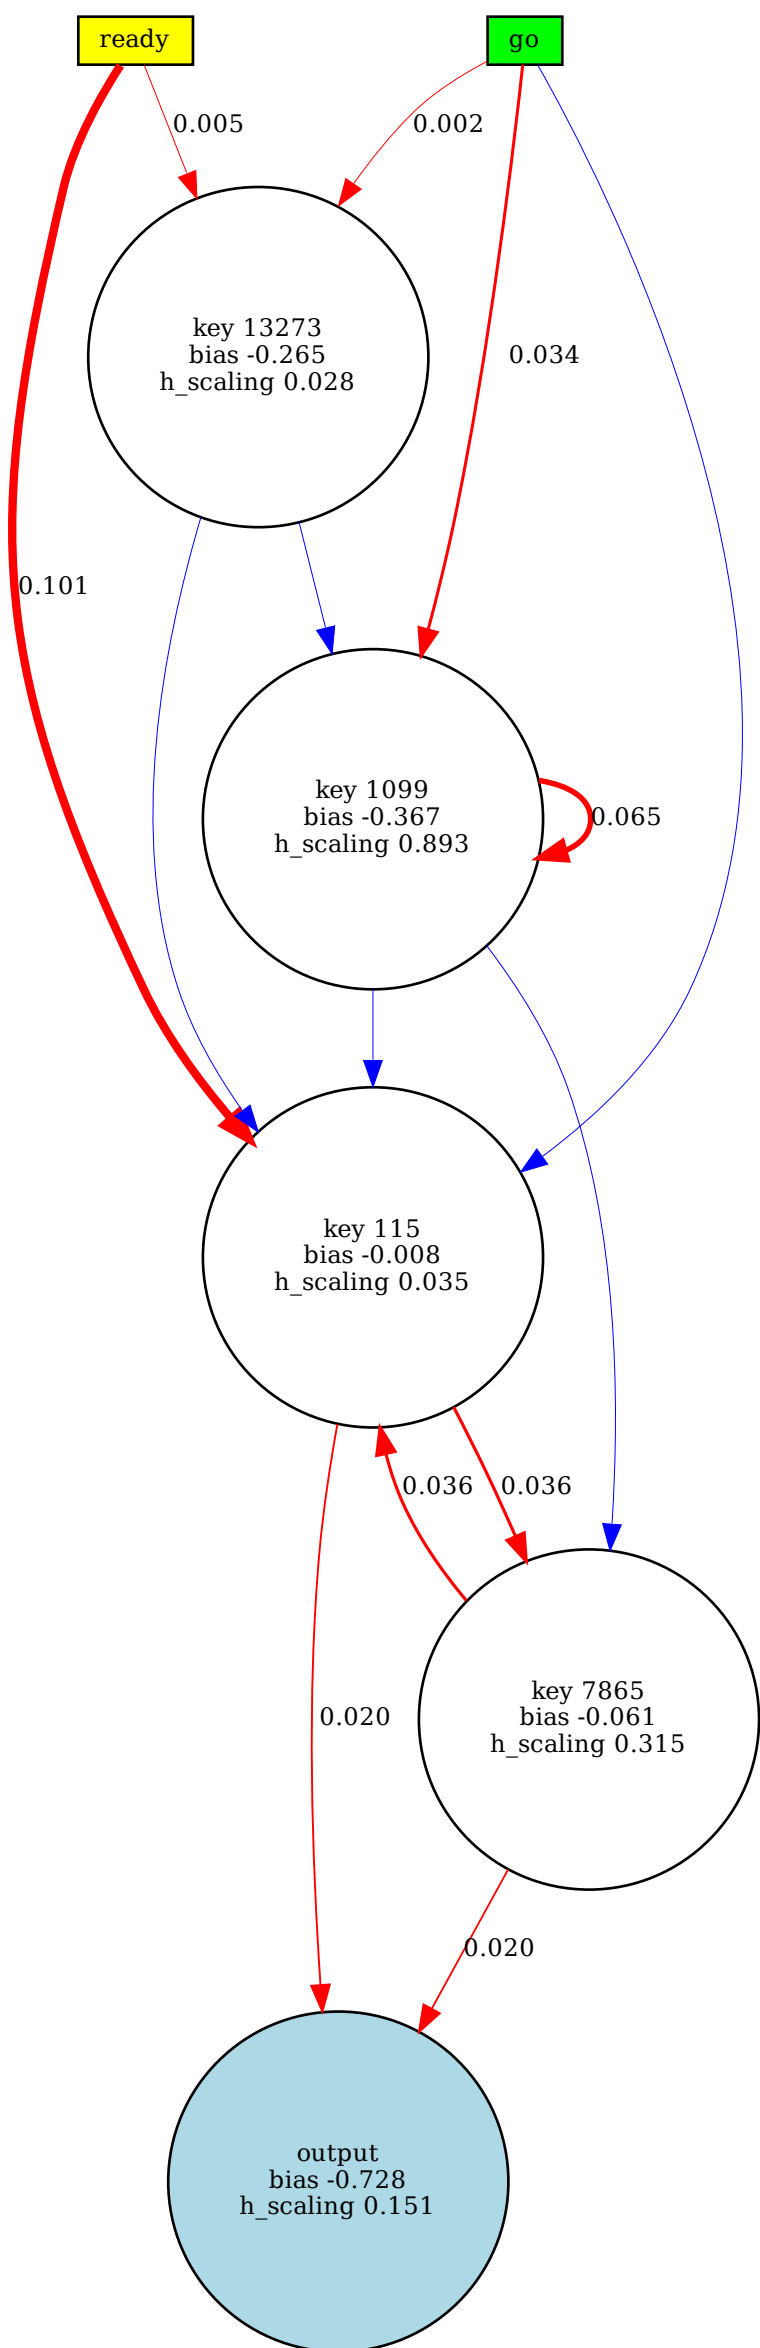 ready
go
0.005
0.002
key 13273
bias -0.265
h_scaling 0.028
0.034
0.101
key 1099
bias -0.367
h_scaling 0.893
0.065
key 115
bias -0.008
h_scaling 0.035
0.036
0.036
key 7865
bias -0.061
h_scaling 0.315
0.020
0.020
output
bias -0.728
h_scaling 0.151